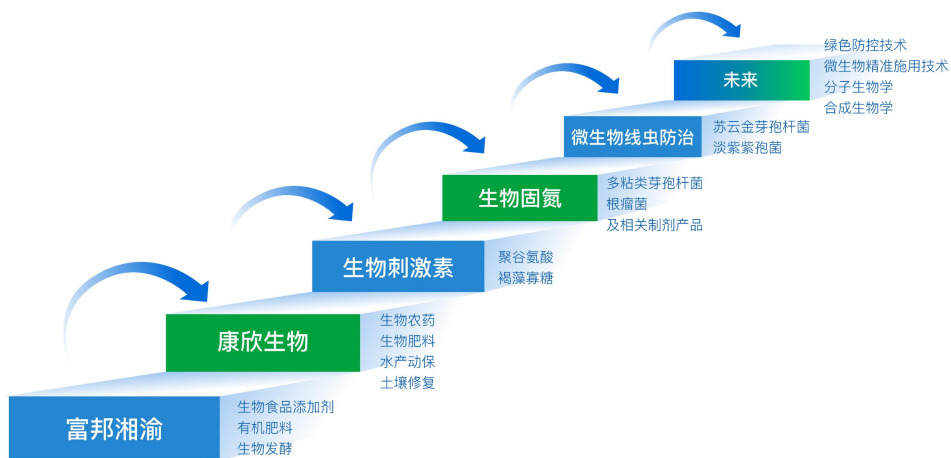 未来
绿色防控技术
微生物精准施用技术
分子生物学
合成生物学
微生物线虫防治
苏云金芽孢杆菌
淡紫紫孢菌
生物固氮
多粘类芽孢杆菌
根瘤菌
及相关制剂产品
生物刺激素
聚谷氨酸
褐藻寡糖
康欣生物
生物农药
生物肥料
水产动保
土壤修复
富邦湘渝
生物食品添加剂
有机肥料
生物发酵